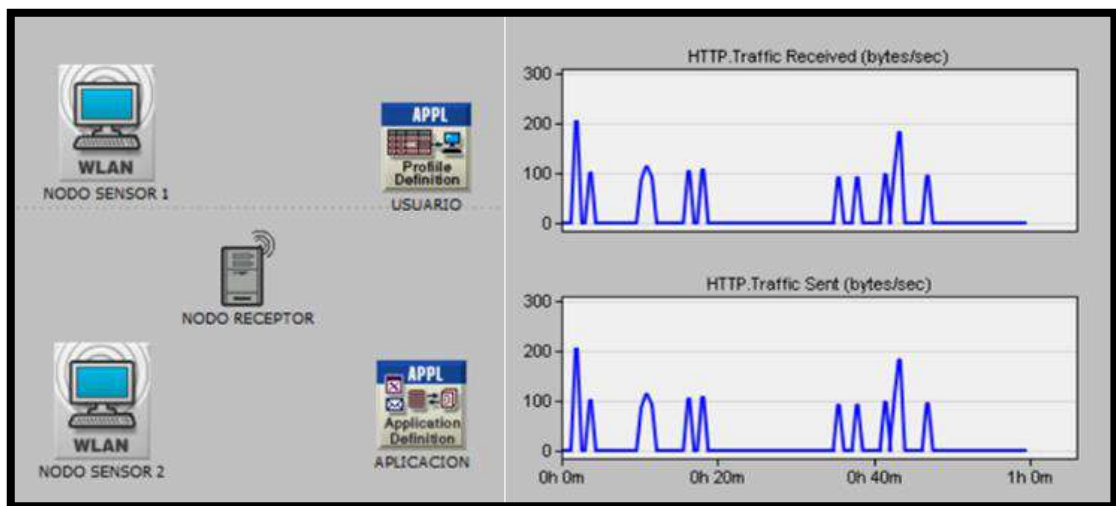 WLAN
NODO SENSOR 1
APPL
Profile
Definition
USUARIO
NODO RECEPTOR
WLAN
NODO SENSOR 2
APPL
Application
Definition
APLICACION
HTTP.Traffic Received (bytes/sec)
300
200
100
0
HTTP.Traffic Sent (bytes/sec)
300
200
100
0
0h 0m
0h 20m
0h 40m
1h 0m